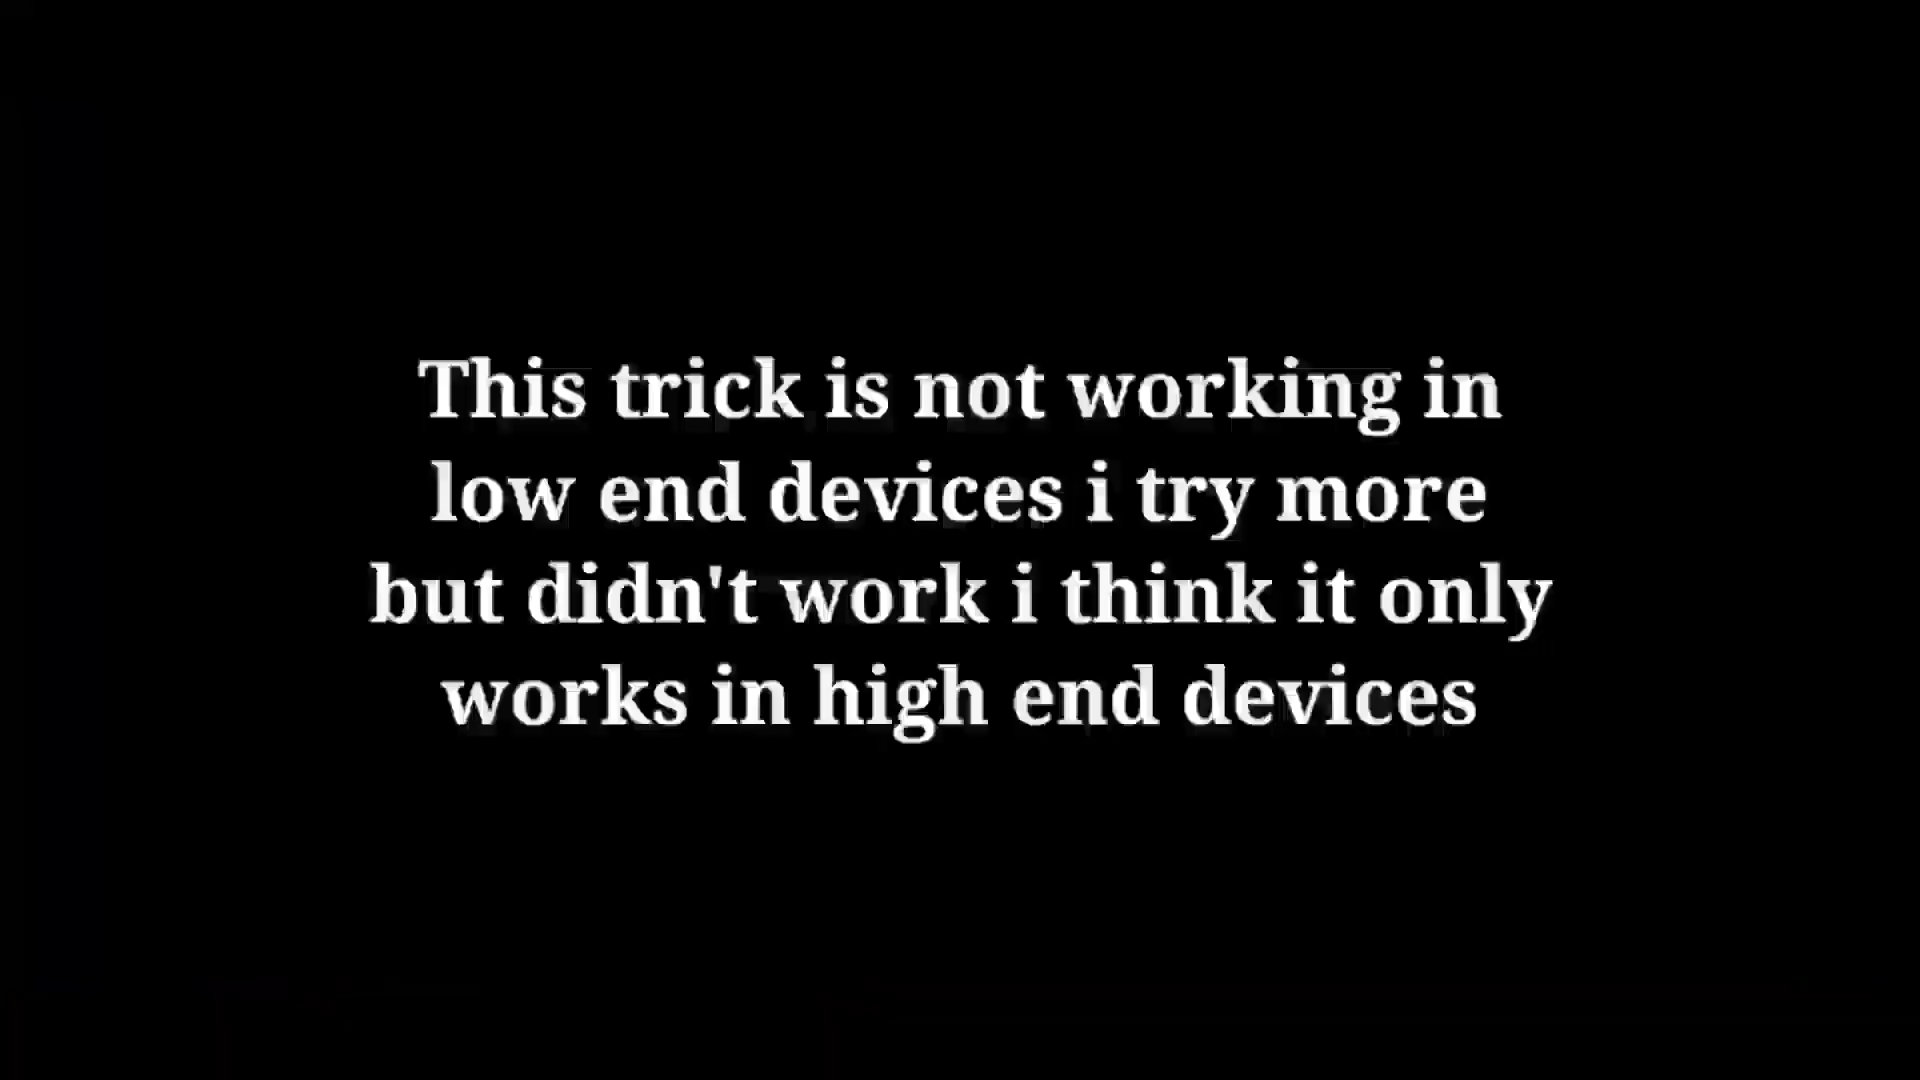 This trick is not working in
low end devices i try more
but didn't work i think it only
works in high end devices